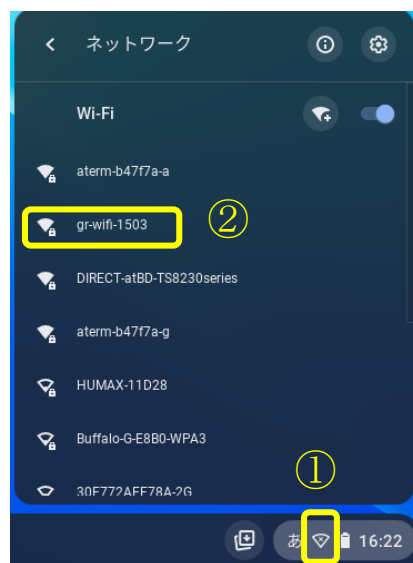 ネットワーク
Wi-Fi
aterm-b47f7a-a
gr-wifi-1503
②
DIRECT-atBD-TS8230series
aterm-b47f7a-g
HUMAX-11D28
Buffalo-G-E8B0-WPA3
①
30F772AFF78A-2G
あ 16:22